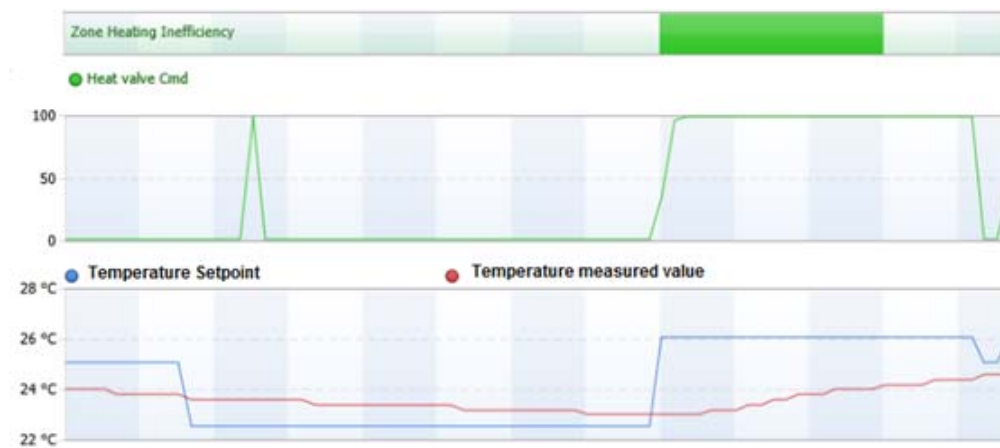 Zone Heating Inefficiency
Heat valve Cmd
100
50
0
Temperature Setpoint Temperature measured value
28 °C
26 °C
24 °C
22 °C